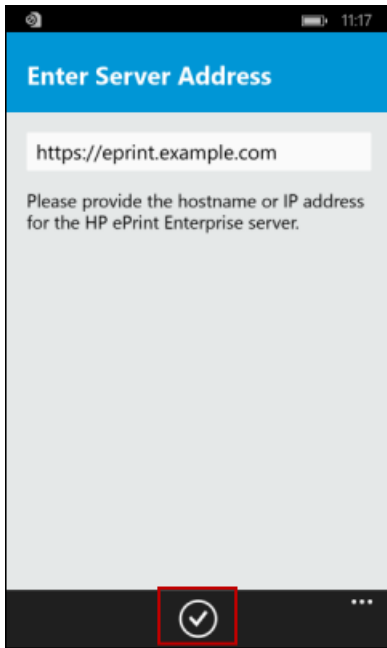 11:17
Enter Server Address
https://eprint.example.com
Please provide the hostname or IP address
for the HP ePrint Enterprise server.